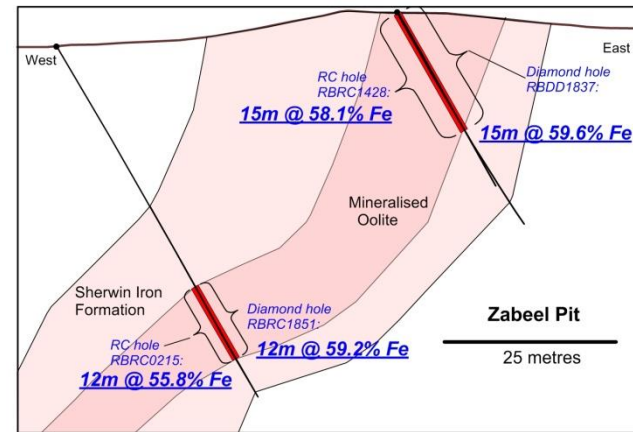 West
East
RC hole
RBRC1428:
15m @ 58.1% Fe
Diamond hole
RBDD1837:
15m @ 59.6% Fe
Mineralised
Oolite
Sherwin Iron
Formation
Diamond hole
RBRC1851:
12m @ 59.2% Fe
RC hole
RBRC0215:
12m @ 55.8% Fe
Zabeel Pit
25 metres